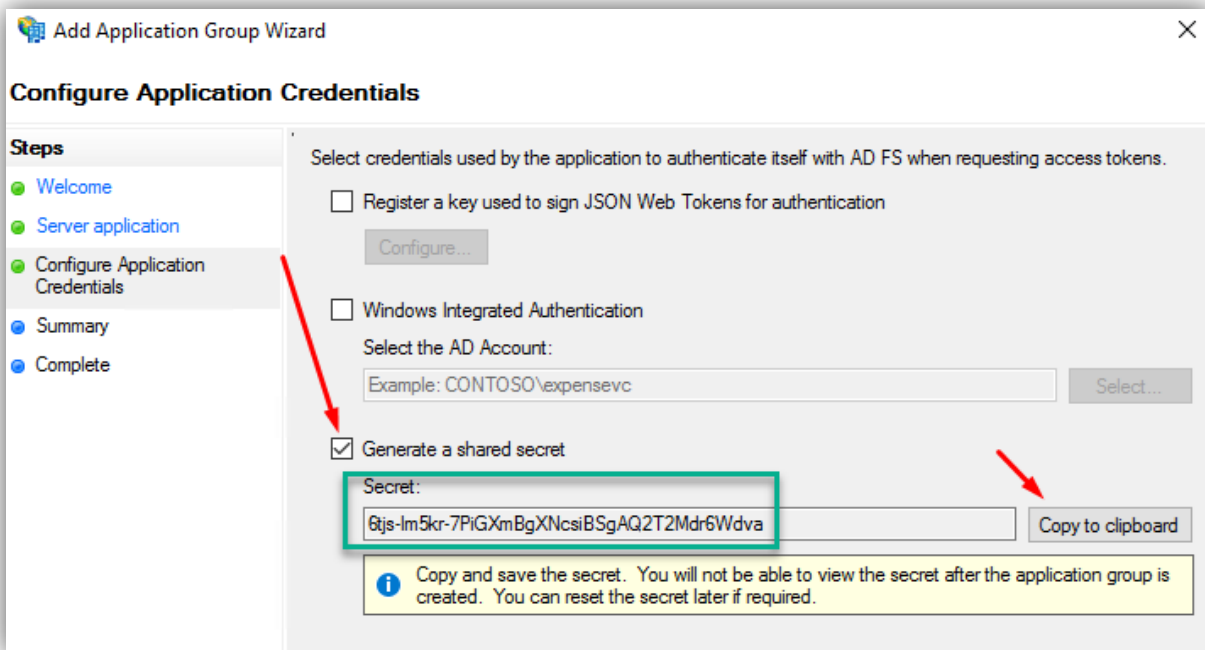 Add Application Group Wizard
Configure Application Credentials
Steps
Welcome
Server application
Configure Application
Credentials
Summary
Complete
Select credentials used by the application to authenticate itself with AD FS when requesting access tokens.
Register a key used to sign JSON Web Tokens for authentication
Configure...
Windows Integrated Authentication
Select the AD Account:
Example: CONTOSO\expensevc
Select...
Generate a shared secret
Secret:
6tjs-lm5kr-7PiGXmBgXNcsiBSgAQ2T2Mdr6Wdva
Copy to clipboard
Copy and save the secret. You will not be able to view the secret after the application group is
created. You can reset the secret later if required.